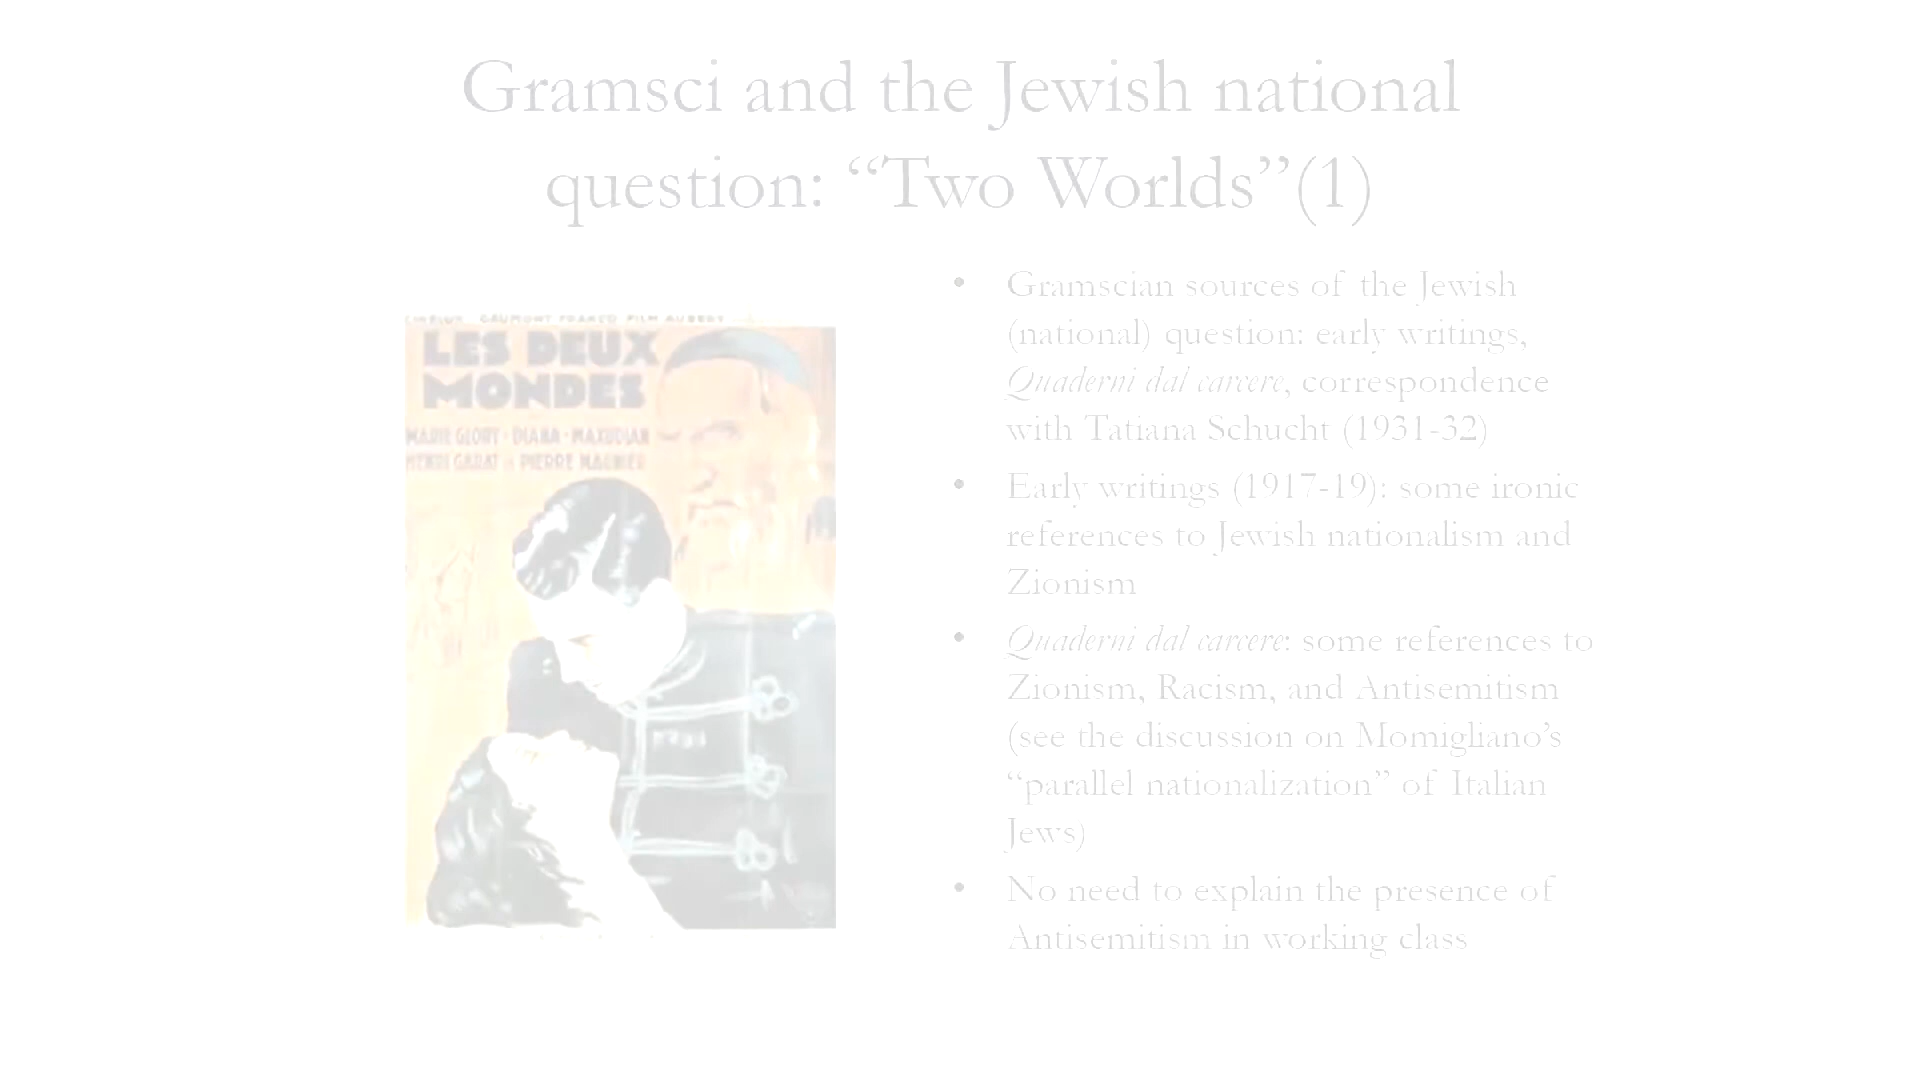 Gramsci and the Jewish national
question: “Two Worlds”(1)
GAUMONT FRANCO FILM AUBERT
LES DEUX
MONDES
MARIE GLORY · DIANA · MAXUDIAN
HENRI GARAT PIERRE MAGNIER
• Gramscian sources of the Jewish
(national) question: early writings,
Quaderni dal carcere, correspondence
with Tatiana Schucht (1931-32)
• Early writings (1917-19): some ironic
references to Jewish nationalism and
Zionism
• Quaderni dal carcere: some references to
Zionism, Racism, and Antisemitism
(see the discussion on Momigliano’s
“parallel nationalization” of Italian
Jews)
• No need to explain the presence of
Antisemitism in working class